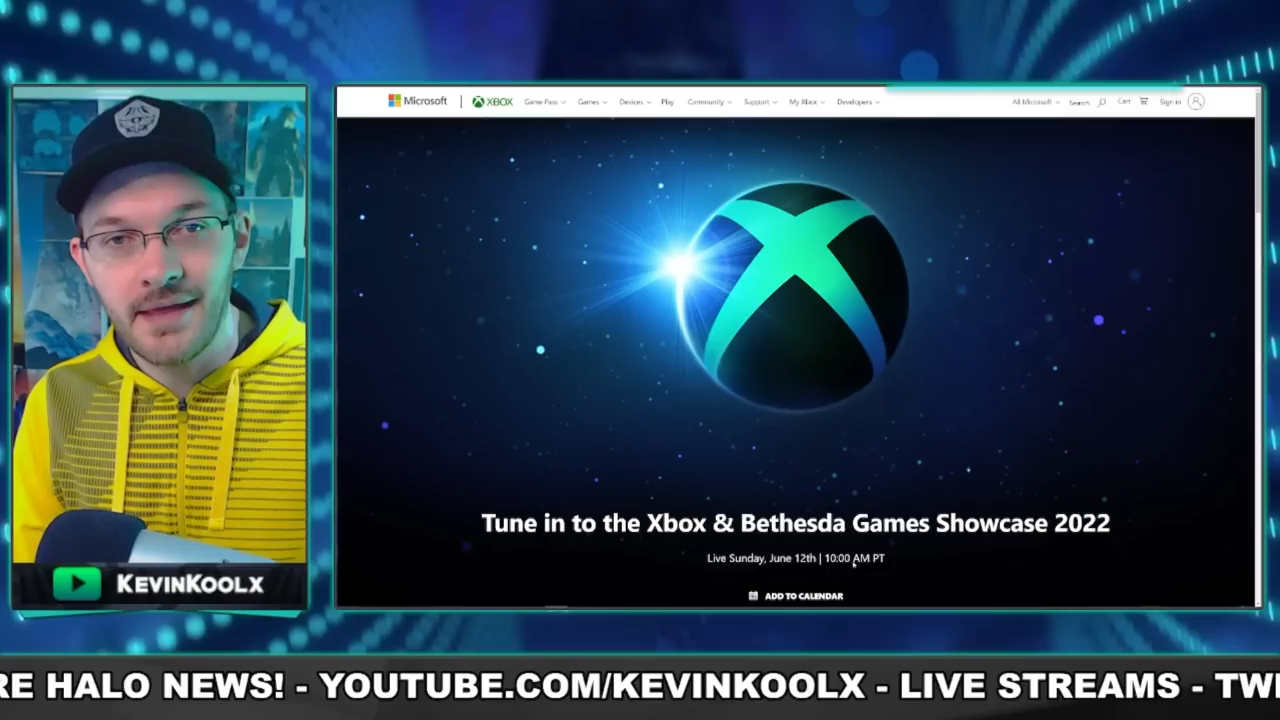 Microsoft | XBOX Game Pass Games Devices Play Community Support My Xbox Developers All Microsoft Search Cart Sign in
Tune in to the Xbox & Bethesda Games Showcase 2022
Live Sunday, June 12th | 10:00 AM PT
ADD TO CALENDAR
KEVINKOOLX
RE HALO NEWS! - YOUTUBE.COM/KEVINKOOLX - LIVE STREAMS - TWI